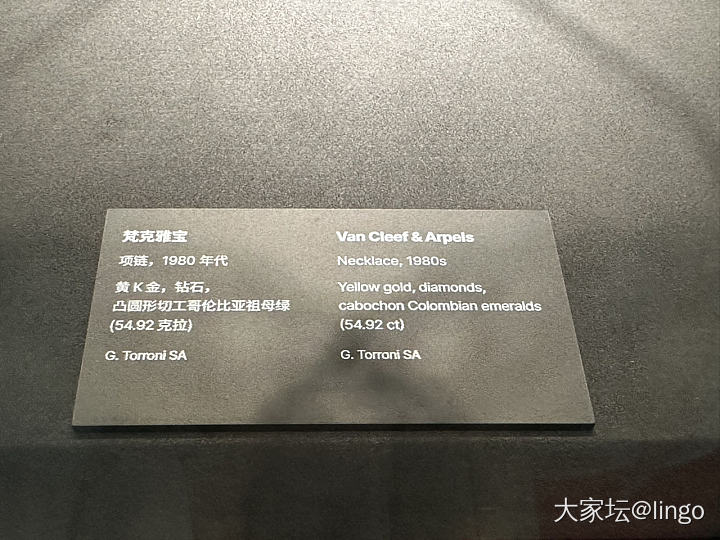 梵克雅宝
项链，1980 年代
黄 K 金，钻石，
凸圆形切工哥伦比亚祖母绿
(54.92 克拉)
G. Torroni SA
Van Cleef & Arpels
Necklace, 1980s
Yellow gold, diamonds,
cabochon Colombian emeralds
(54.92 ct)
G. Torroni SA
大家坛@lingo